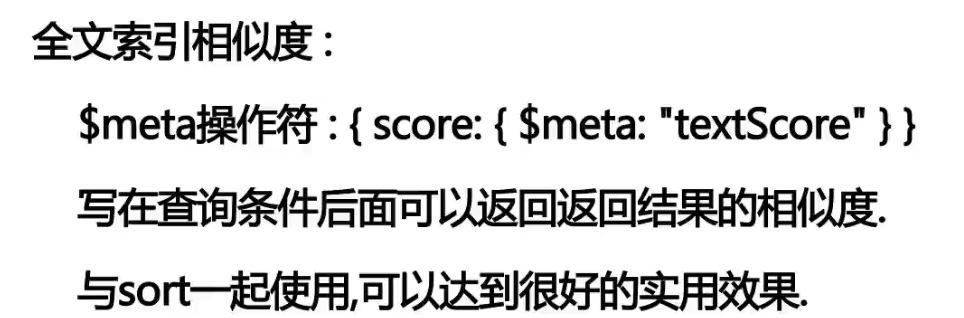 全文索引相似度 :
$meta操作符 : { score: { $meta: "textScore" } }
写在查询条件后面可以返回返回结果的相似度.
与sort一起使用,可以达到很好的实用效果.